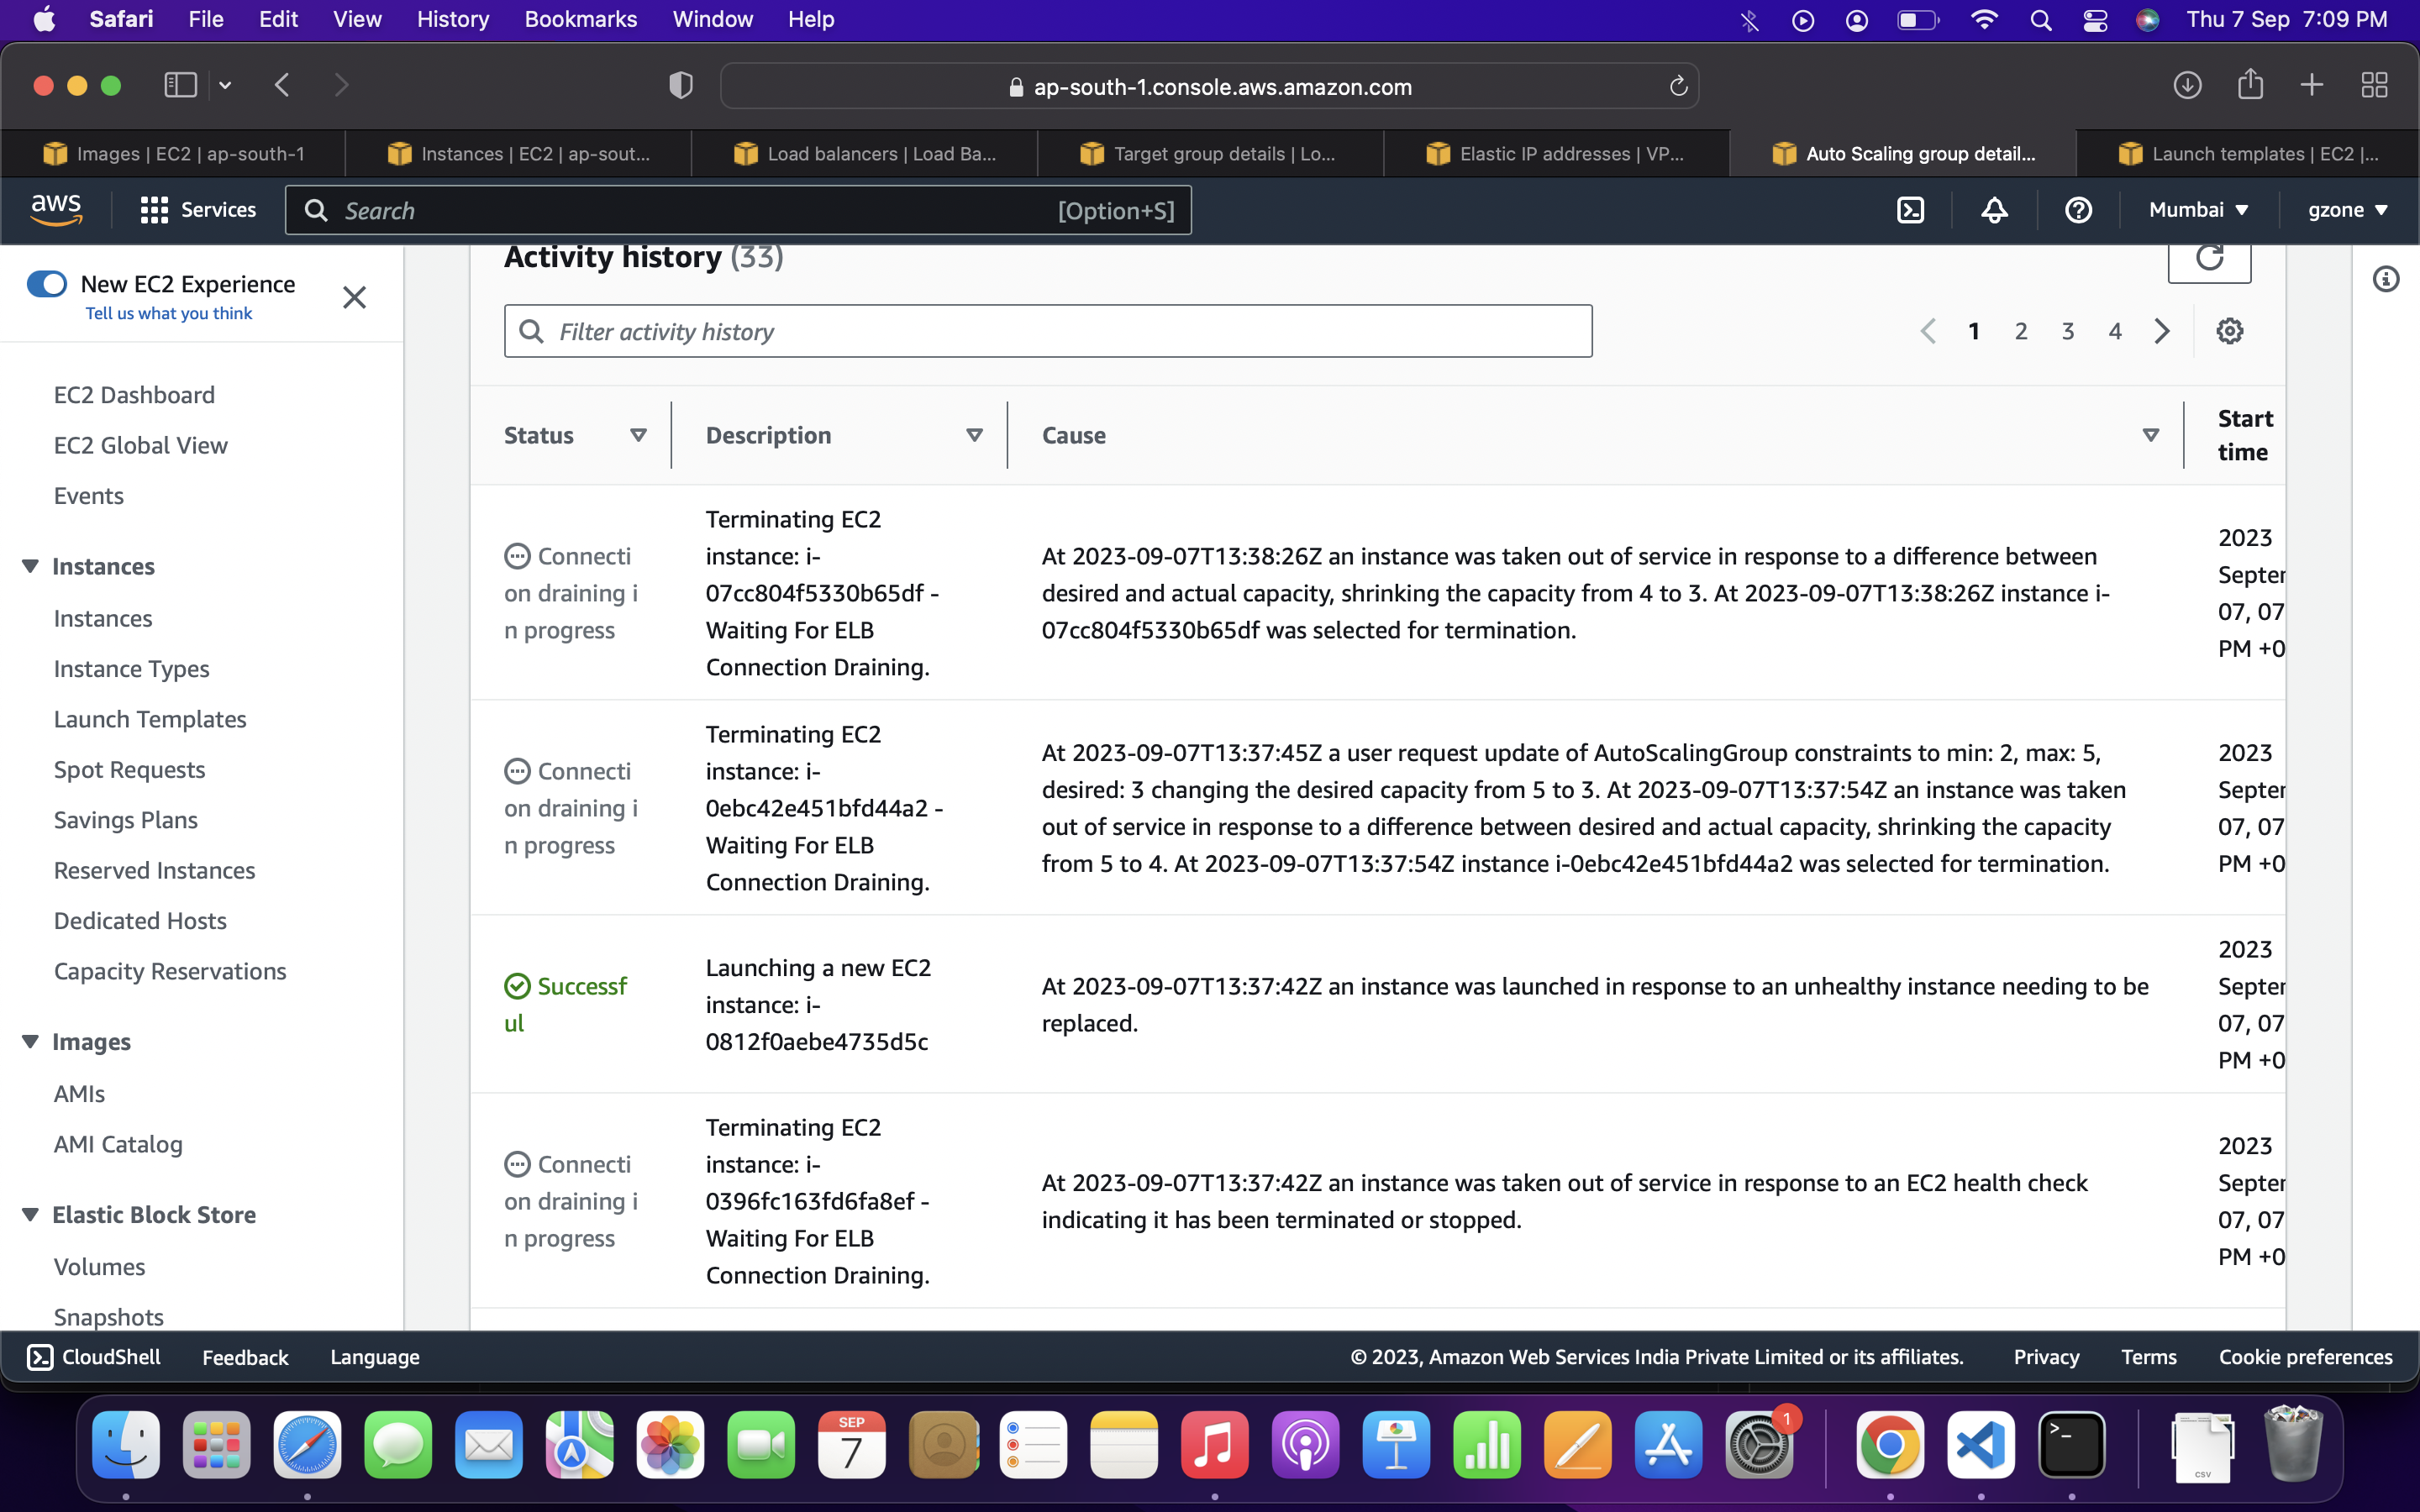 Safari File Edit View History Bookmarks Window Help Thu 7 Sep 7:09 PM
ap-south-1.console.aws.amazon.com
Images | EC2 | ap-south-1 Instances | EC2 | ap-sout... Load balancers | Load Ba... Target group details | Lo... Elastic IP addresses | VP... Auto Scaling group detail... Launch templates | EC2 |...
aws Services Search [Option+S] Mumbai gzone
New EC2 Experience
Tell us what you think
EC2 Dashboard
EC2 Global View
Events
Instances
Instances
Instance Types
Launch Templates
Spot Requests
Savings Plans
Reserved Instances
Dedicated Hosts
Capacity Reservations
Images
AMIs
AMI Catalog
Elastic Block Store
Volumes
Snapshots
Activity history (33)
Filter activity history
1 2 3 4
Status Description Cause Start
time
Connecti
on draining i
n progress
Terminating EC2
instance: i-
07cc804f5330b65df -
Waiting For ELB
Connection Draining.
At 2023-09-07T13:38:26Z an instance was taken out of service in response to a difference between
desired and actual capacity, shrinking the capacity from 4 to 3. At 2023-09-07T13:38:26Z instance i-
07cc804f5330b65df was selected for termination.
2023
Septer
07, 07
PM +0
Connecti
on draining i
n progress
Terminating EC2
instance: i-
0ebc42e451bfd44a2 -
Waiting For ELB
Connection Draining.
At 2023-09-07T13:37:45Z a user request update of AutoScalingGroup constraints to min: 2, max: 5,
desired: 3 changing the desired capacity from 5 to 3. At 2023-09-07T13:37:54Z an instance was taken
out of service in response to a difference between desired and actual capacity, shrinking the capacity
from 5 to 4. At 2023-09-07T13:37:54Z instance i-0ebc42e451bfd44a2 was selected for termination.
2023
Septer
07, 07
PM +0
Successf
ul
Launching a new EC2
instance: i-
0812f0aebe4735d5c
At 2023-09-07T13:37:42Z an instance was launched in response to an unhealthy instance needing to be
replaced.
2023
Septer
07, 07
PM +0
Connecti
on draining i
n progress
Terminating EC2
instance: i-
0396fc163fd6fa8ef -
Waiting For ELB
Connection Draining.
At 2023-09-07T13:37:42Z an instance was taken out of service in response to an EC2 health check
indicating it has been terminated or stopped.
2023
Septer
07, 07
PM +0
CloudShell Feedback Language © 2023, Amazon Web Services India Private Limited or its affiliates. Privacy Terms Cookie preferences
SEP
7
1
>_
CSV